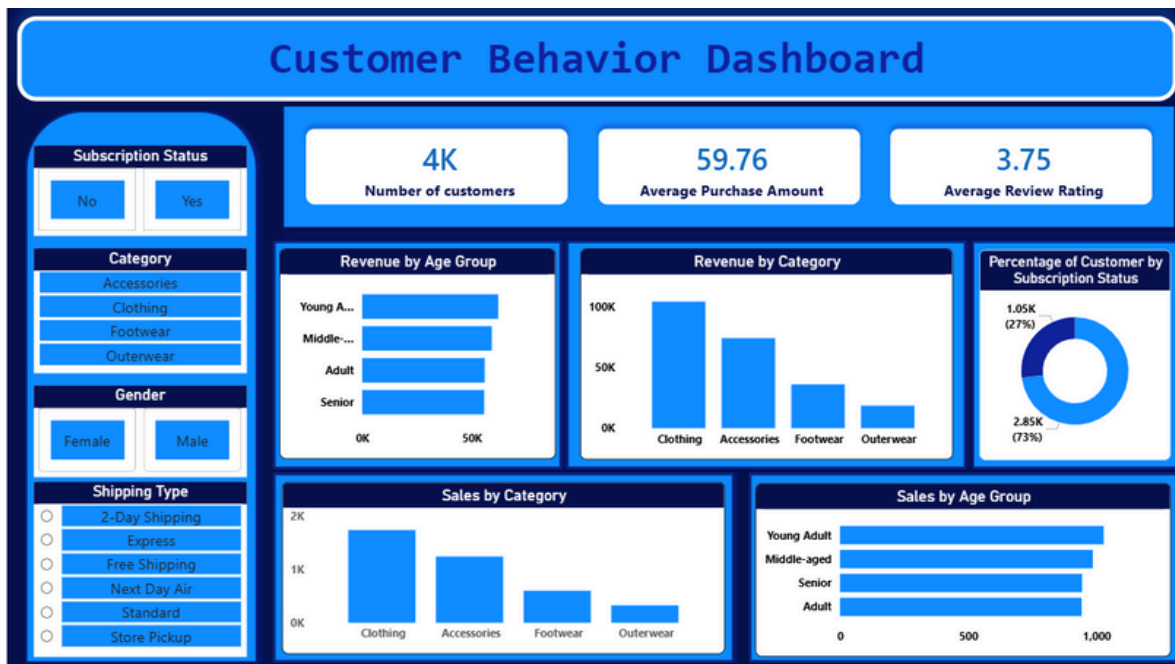 Customer Behavior Dashboard
Subscription Status
No
Yes
Category
Accessories
Clothing
Footwear
Outerwear
Gender
Female
Male
Shipping Type
2-Day Shipping
Express
Free Shipping
Next Day Air
Standard
Store Pickup
4K
Number of customers
59.76
Average Purchase Amount
3.75
Average Review Rating
Revenue by Age Group
Young A...
Middle-...
Adult
Senior
0K
50K
Revenue by Category
100K
50K
0K
Clothing
Accessories
Footwear
Outerwear
Percentage of Customer by
Subscription Status
1.05K
(27%)
2.85K
(73%)
Sales by Category
2K
1K
0K
Clothing
Accessories
Footwear
Outerwear
Sales by Age Group
Young Adult
Middle-aged
Senior
Adult
0
500
1,000